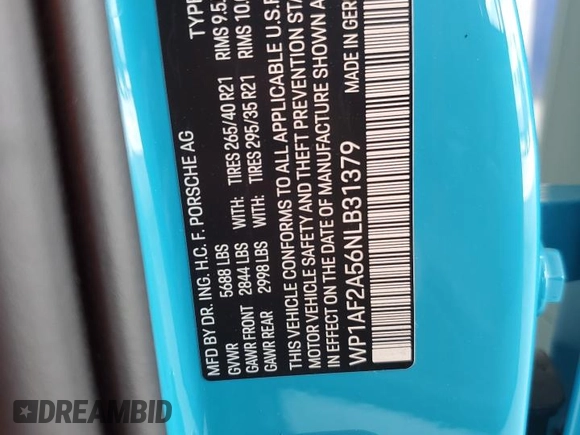 TYPE
MFD BY DR. ING. H.C. F. PORSCHE AG
GVWR 5688 LBS WITH: TIRES 265/40 R21 RIMS 9.5
GAWR FRONT 2844 LBS WITH: TIRES 295/35 R21 RIMS 10.
GAWR REAR 2998 LBS
THIS VEHICLE CONFORMS TO ALL APPLICABLE U.S. F
MOTOR VEHICLE SAFETY AND THEFT PREVENTION STA
IN EFFECT ON THE DATE OF MANUFACTURE SHOWN A
MADE IN GER
WP1AF2A56NLB31379
DREAMBID